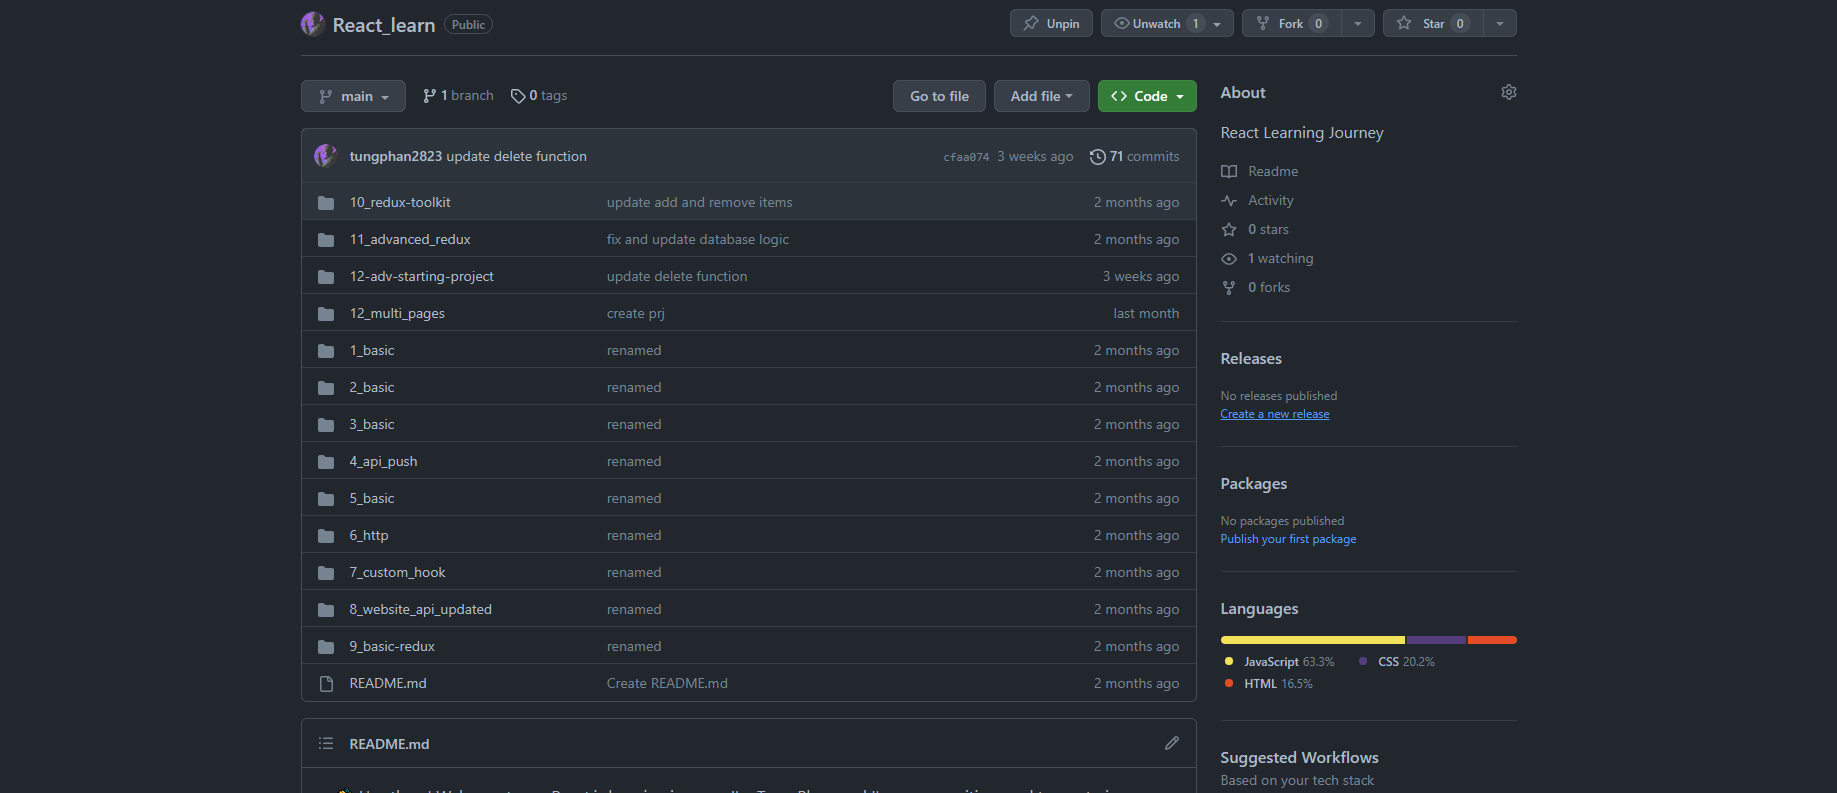 React_learn Public Unpin Unwatch 1 Fork 0 Star 0
main 1 branch 0 tags Go to file Add file Code
tungphan2823 update delete function cfaa074 3 weeks ago 71 commits
10_redux-toolkit update add and remove items 2 months ago
11_advanced_redux fix and update database logic 2 months ago
12-adv-starting-project update delete function 3 weeks ago
12_multi_pages create prj last month
1_basic renamed 2 months ago
2_basic renamed 2 months ago
3_basic renamed 2 months ago
4_api_push renamed 2 months ago
5_basic renamed 2 months ago
6_http renamed 2 months ago
7_custom_hook renamed 2 months ago
8_website_api_updated renamed 2 months ago
9_basic-redux renamed 2 months ago
README.md Create README.md 2 months ago
README.md
About
React Learning Journey
Readme
Activity
0 stars
1 watching
0 forks
Releases
No releases published
Create a new release
Packages
No packages published
Publish your first package
Languages
JavaScript 63.3% CSS 20.2%
HTML 16.5%
Suggested Workflows
Based on your tech stack